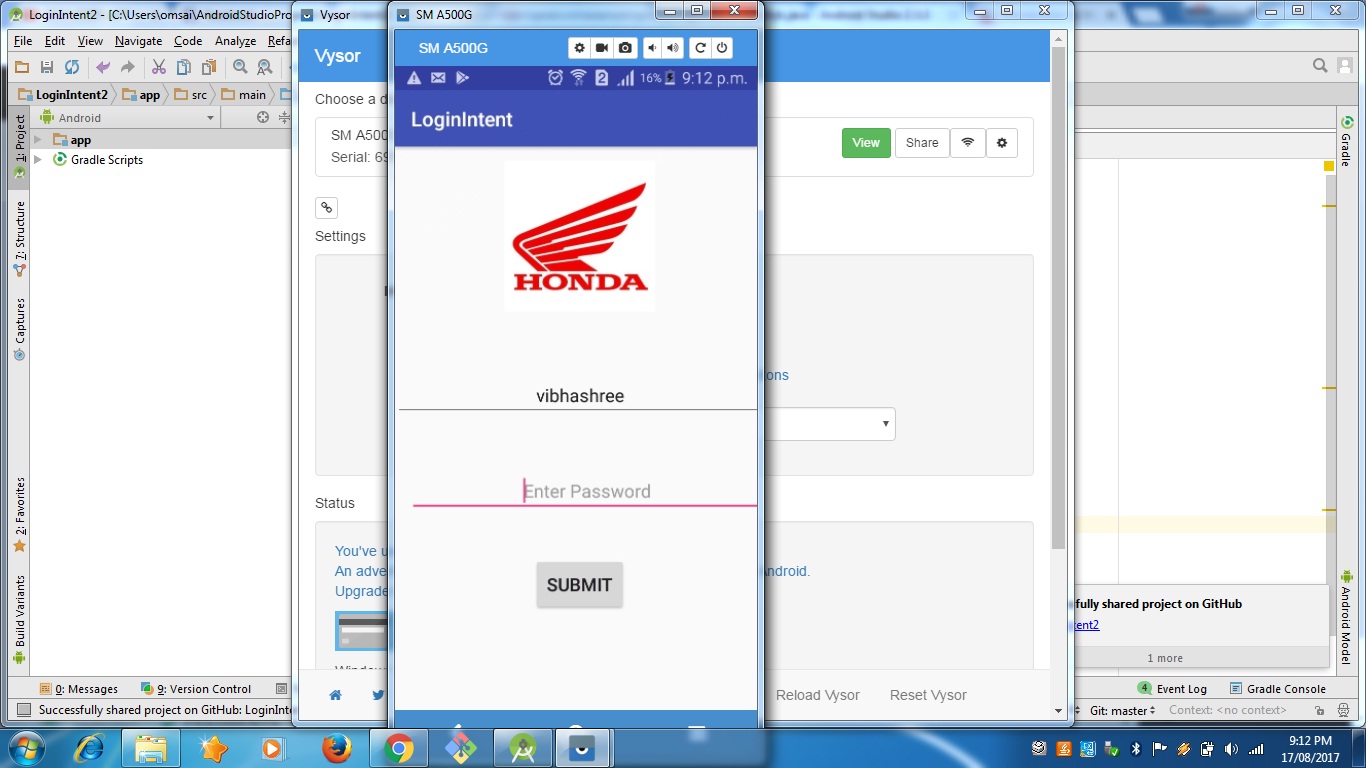 LoginIntent2 - [C:\Users\omsai\AndroidStudioPro
Vysor
SM A500G
File Edit View Navigate Code Analyze Refa
Vysor
SM A500G
16% 9:12 p.m.
LoginIntent2 app src main
Choose a d
LoginIntent
Android
SM A500
Serial: 69
View Share
app
Gradle Scripts
1: Project
7: Structure
Captures
2: Favorites
Build Variants
Gradle
Android Model
Settings
HONDA
ons
vibhashree
Enter Password
Status
You've u
An adve
ndroid.
Upgrade
SUBMIT
fully shared project on GitHub
ent2
1 more
0: Messages 9: Version Control
Reload Vysor Reset Vysor
4 Event Log Gradle Console
Successfully shared project on GitHub: LoginInte
Git: master Context: <no context>
9:12 PM
17/08/2017